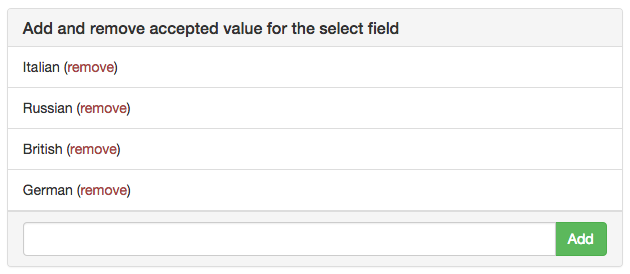 Add and remove accepted value for the select field
Italian (remove)
Russian (remove)
British (remove)
German (remove)
Add